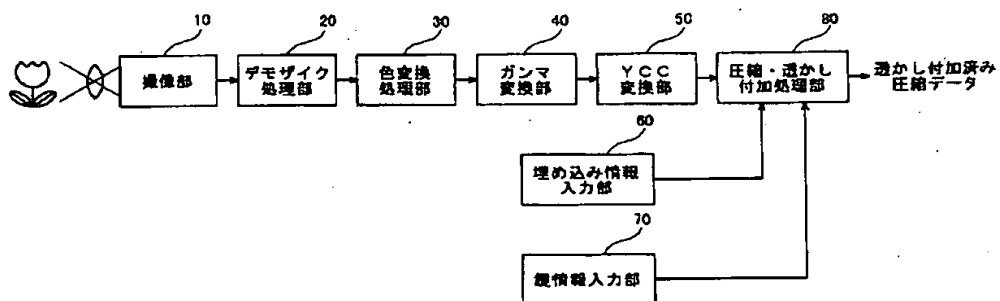 10
20
30
40
50
80
撮像部
デモザイク
処理部
色変換
処理部
ガンマ
変換部
YCC
変換部
圧縮・透かし
付加処理部
透かし付加済み
圧縮データ
60
埋め込み情報
入力部
70
鍵情報入力部